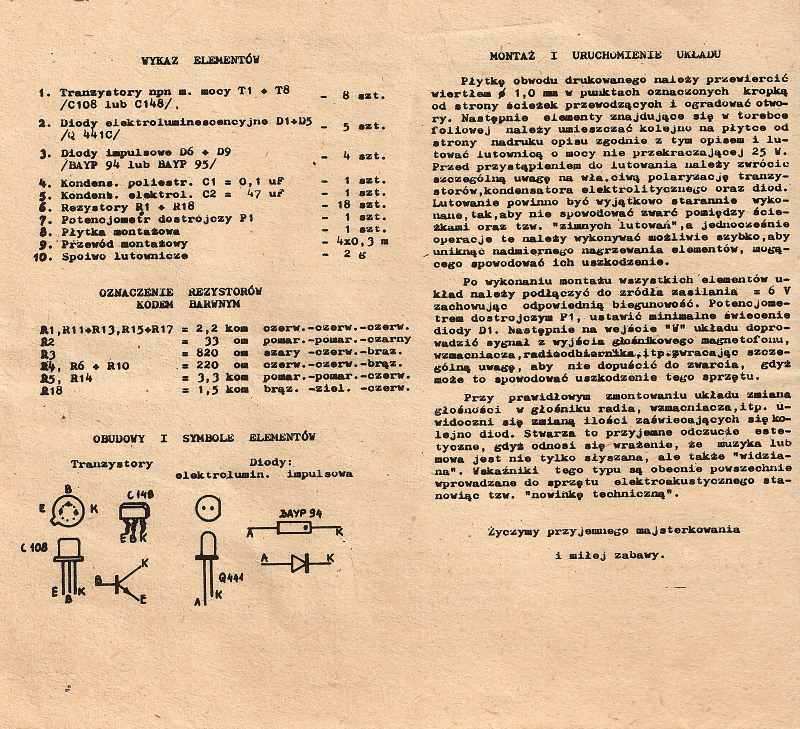 WYKAZ ELEMENTÓW
1. Tranzystory npn m. mocy T1 ÷ T8
/C108 lub C148/. - 8 szt.
2. Diody elektroluminescencyjne D1÷D5
/Q 441C/ - 5 szt.
3. Diody impulsowe D6 ÷ D9
/BAYP 94 lub BAYP 95/ - 4 szt.
4. Kondens. poliestr. C1 = 0,1 uF - 1 szt.
5. Kondens. elektrol. C2 = 47 uF - 1 szt.
6. Rezystory R1 ÷ R18 - 18 szt.
7. Potencjometr dostrójczy P1 - 1 szt.
8. Płytka montażowa - 1 szt.
9. Przewód montażowy - 4x0,3 m
10. Spoiwo lutownicze - 2 g
OZNACZENIE REZYSTORÓW
KODEM BARWNYM
R1,R11÷R13,R15÷R17 = 2,2 kom czerw.-czerw.-czerw.
R2 = 33 om pomar.-pomar.-czarny
R3 = 820 om szary -czerw.-brąz.
R4, R6 ÷ R10 = 220 om czerw.-czerw.-brąz.
R5, R14 = 3,3 kom pomar.-pomar.-czerw.
R18 = 1,5 kom brąz. -ziel. -czerw.
OBUDOWY I SYMBOLE ELEMENTÓW
Tranzystory Diody:
elektrolumin. impulsowa
B
E K
C 148
E B K
C 108
E B K
B K E
Q441
A K
BAYP 94
A K
A K
MONTAŻ I URUCHOMIENIE UKŁADU
Płytkę obwodu drukowanego należy przewiercić
wiertłem ø 1,0 mm w punktach oznaczonych kropką
od strony ścieżek przewodzących i ogradować otwo-
ry. Następnie elementy znajdujące się w torebce
foliowej należy umieszczać kolejno na płytce od
strony nadruku opisu zgodnie z tym opisem i lu-
tować lutownicą o mocy nie przekraczającej 25 W.
Przed przystąpieniem do lutowania należy zwrócić
szczególną uwagę na wła.ciwą polaryzację tranzy-
storów,kondensatora elektrolitycznego oraz diod.
Lutowanie powinno być wyjątkowo starannie wyko-
nane,tak,aby nie spowodować zwarć pomiędzy ście-
żkami oraz tzw. "zimnych lutowań",a jednocześnie
operacje te należy wykonywać możliwie szybko,aby
uniknąć nadmiernego nagrzewania elementów, mogą-
cego spowodować ich uszkodzenie.
Po wykonaniu montażu wszystkich elementów u-
kład należy podłączyć do zródła zasilania = 6 V
zachowując odpowiednią biegunowość. Potencjome-
trem dostrojczym P1, ustawić minimalne świecenie
diody D1. Następnie na wejście "W" układu dopro-
wadzić sygnał z wyjścia głośnikowego magnetofonu,
wzmacniacza,radioodbiornika,itp.zwracając szcze-
gólną uwagę, aby nie dopuścić do zwarcia, gdyż
może to spowodować uszkodzenie tego sprzętu.
Przy prawidłowym zmontowaniu układu zmiana
głośności w głośniku radia, wzmacniacza,itp. u-
widoczni się zmianą ilości zaświecających się ko-
lejno diod. Stwarza to przyjemne odczucie este-
tyczne, gdyż odnosi się wrażenie, że muzyka lub
mowa jest nie tylko słyszana, ale także "widzia-
na". Wskaźniki tego typu są obecnie powszechnie
wprowadzane do sprzętu elektroakustycznego sta-
nowiąc tzw. "nowinkę techniczną".
Życzymy przyjemnego majsterkowania
i miłej zabawy.